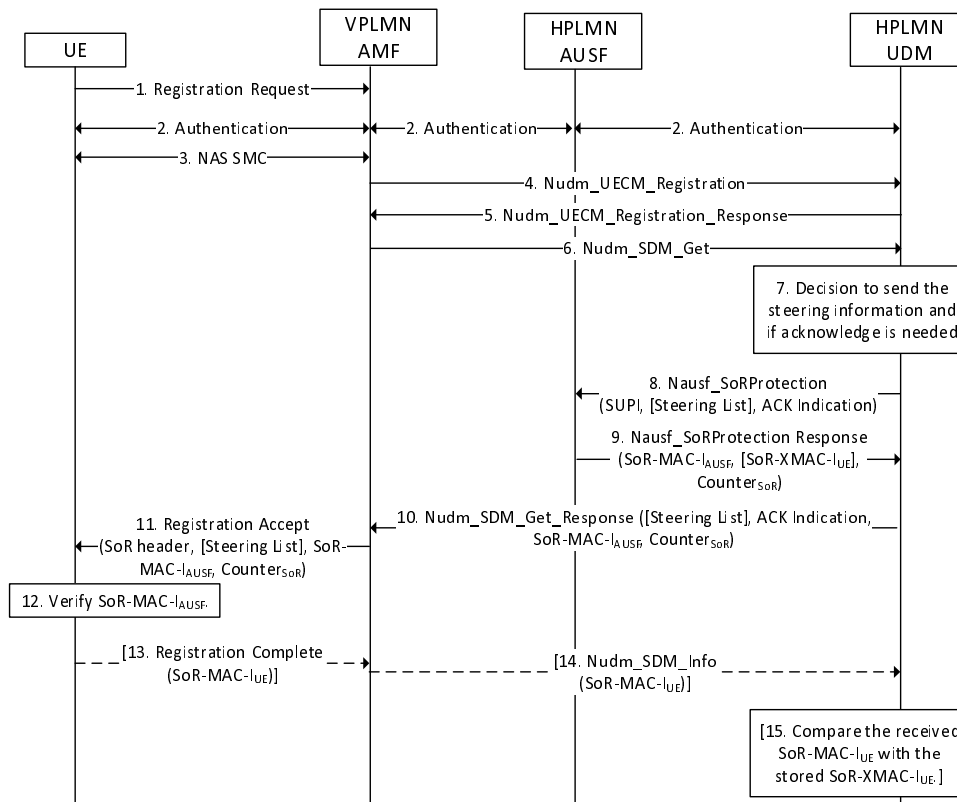 UE
VPLMN
AMF
HPLMN
AUSF
HPLMN
UDM
1. Registration Request
2. Authentication
2. Authentication
2. Authentication
3. NAS SMC
4. Nudm_UECM_Registration
5. Nudm_UECM_Registration_Response
6. Nudm_SDM_Get
7. Decision to send the
steering information and
if acknowledge is needed
8. Nausf_SoRProtection
(SUPI, [Steering List], ACK Indication)
9. Nausf_SoRProtection Response
(SoR-MAC-IAUSF, [SoR-XMAC-IUE],
CounterSoR)
10. Nudm_SDM_Get_Response ([Steering List], ACK Indication,
SoR-MAC-IAUSF, CounterSoR)
11. Registration Accept
(SoR header, [Steering List], SoR-
MAC-IAUSF, CounterSoR)
12. Verify SoR-MAC-IAUSF.
[13. Registration Complete
(SoR-MAC-IUE)]
[14. Nudm_SDM_Info
(SoR-MAC-IUE)]
[15. Compare the received
SoR-MAC-IUE with the
stored SoR-XMAC-IUE.]